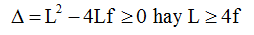 Δ = L² − 4Lf ≥ 0 hay L ≥ 4f